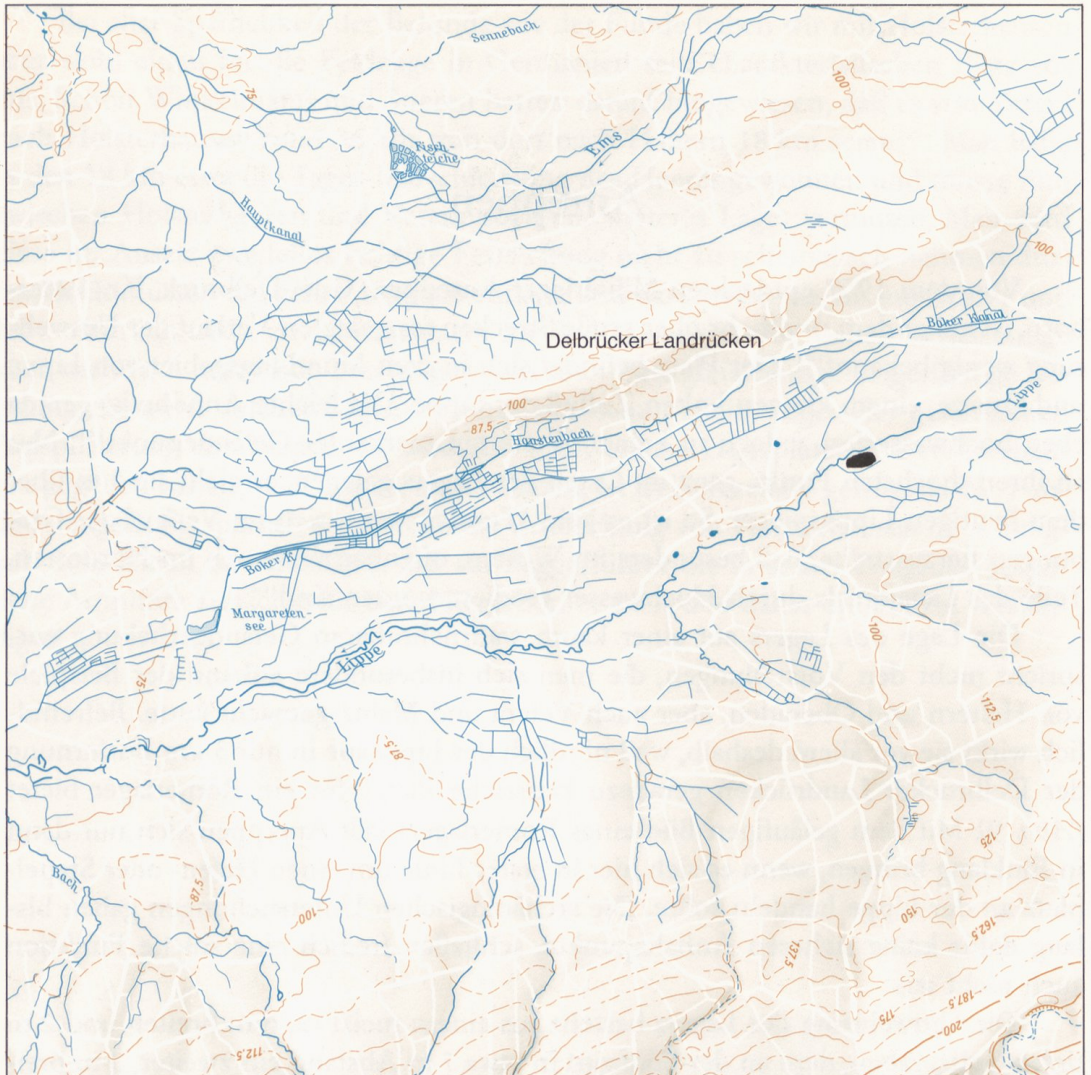 Sennebach
75
100
Fisch
teiche
Ems
Hauptkanal
100
Boker Kanal
Delbrücker Landrücken
Lippe
100
87.5
Haustenbach
Boker K.
Margareten
see
100
Lippe
75
112.5
87.5
125
Bach
87.5
100
150
162.5
137.5
187.5
175
200
112.5